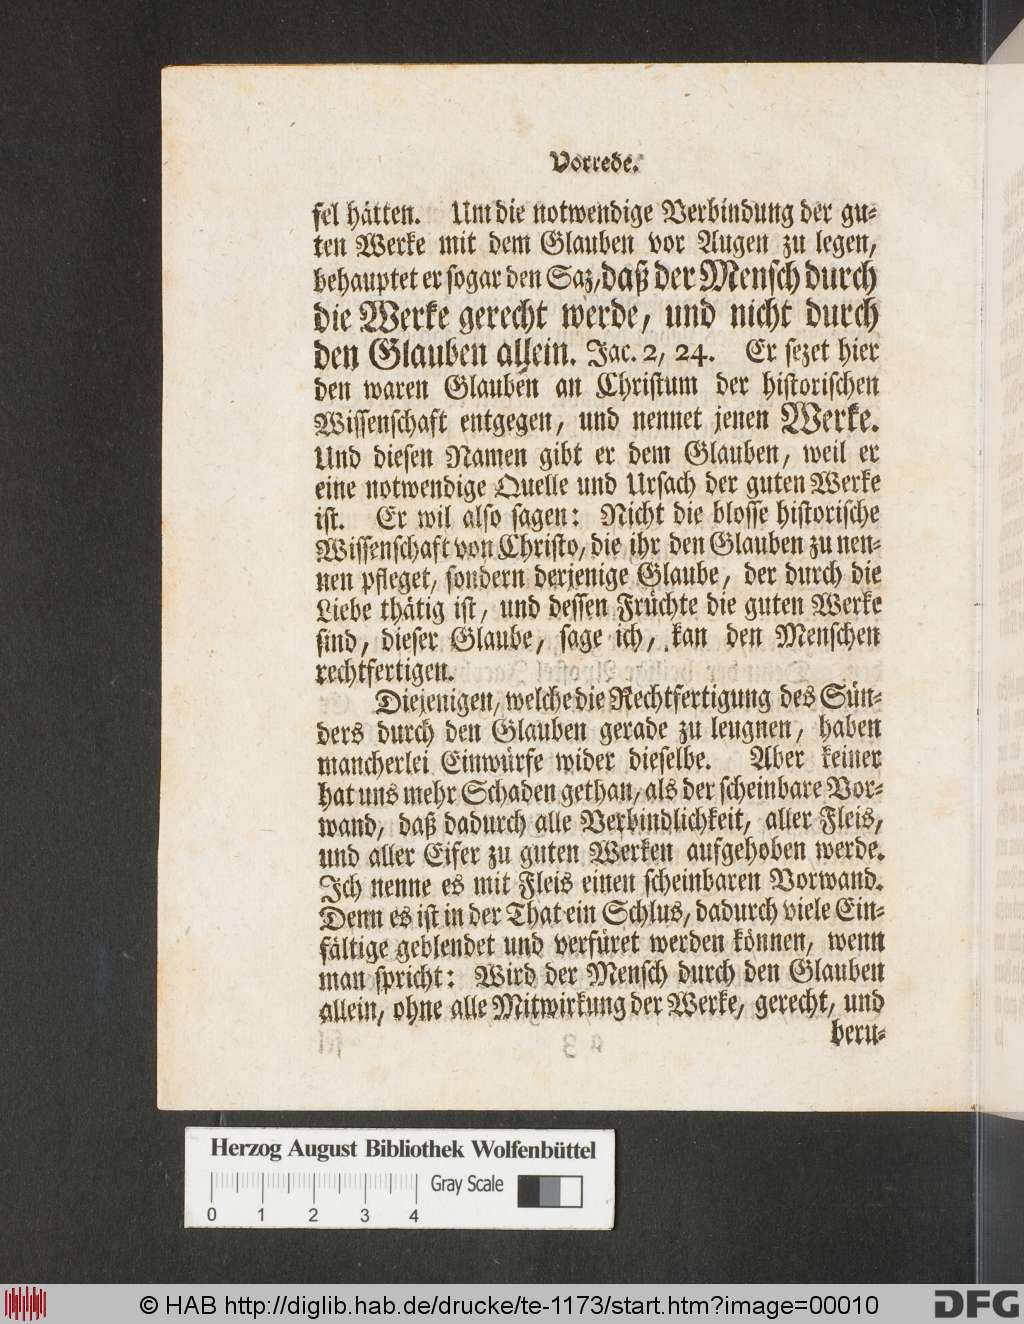 Vorrede.
fel hätten. Um die notwendige Verbindung der gu-
ten Werke mit dem Glauben vor Augen zu legen,
behauptet er sogar den Saz, daß der Mensch durch
die Werke gerecht werde, und nicht durch
den Glauben allein. Jac. 2, 24. Er sezet hier
den waren Glauben an Christum der historischen
Wissenschaft entgegen, und nennet jenen Werke.
Und diesen Namen gibt er dem Glauben, weil er
eine notwendige Quelle und Ursach der guten Werke
ist. Er wil also sagen: Nicht die blosse historische
Wissenschaft von Christo, die ihr den Glauben zu nen-
nen pfleget, sondern derjenige Glaube, der durch die
Liebe thätig ist, und dessen Früchte die guten Werke
sind, dieser Glaube, sage ich, kan den Menschen
rechtfertigen.
Diejenigen, welche die Rechtfertigung des Sün-
ders durch den Glauben gerade zu leugnen, haben
mancherlei Einwürfe wider dieselbe. Aber keiner
hat uns mehr Schaden gethan, als der scheinbare Vor-
wand, daß dadurch alle Verbindlichkeit, aller Fleis,
und aller Eifer zu guten Werken aufgehoben werde.
Ich nenne es mit Fleis einen scheinbaren Vorwand.
Denn es ist in der That ein Schlus, dadurch viele Ein-
fältige geblendet und verfüret werden können, wenn
man spricht: Wird der Mensch durch den Glauben
allein, ohne alle Mitwirkung der Werke, gerecht, und
beru-
Herzog August Bibliothek Wolfenbüttel
Gray Scale
0 1 2 3 4
© HAB http://diglib.hab.de/drucke/te-1173/start.htm?image=00010
DFG